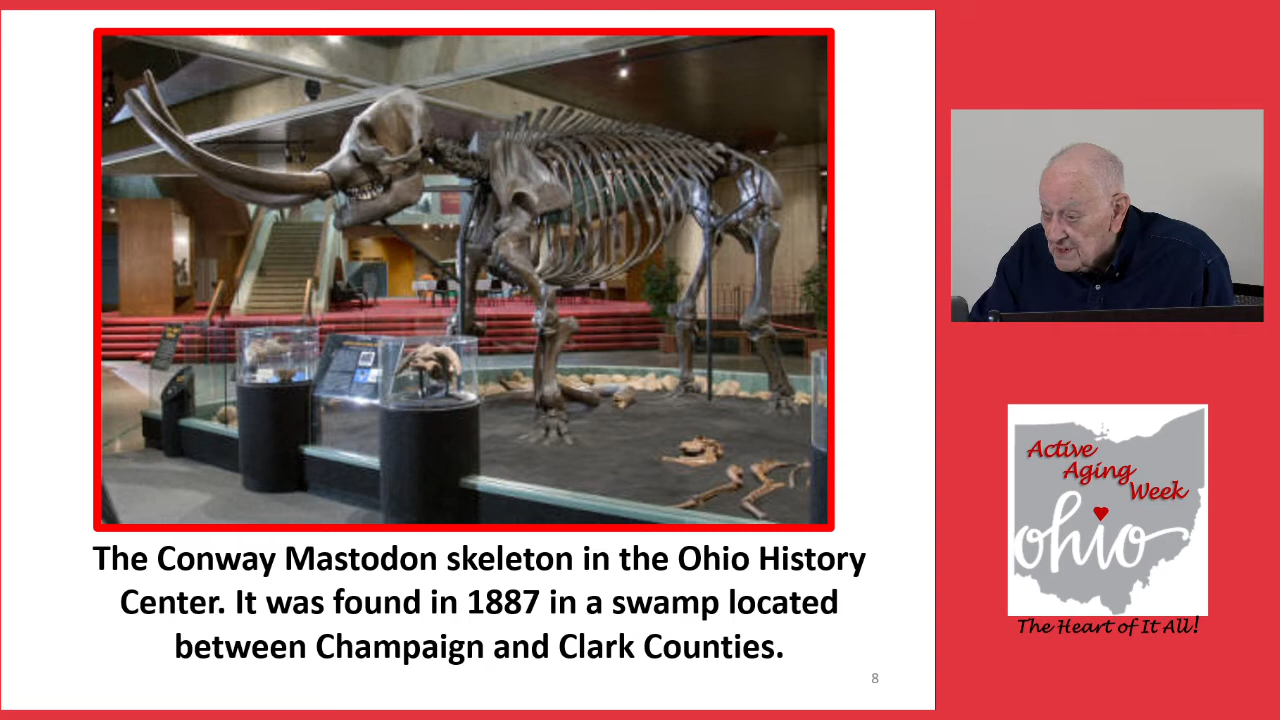 The Conway Mastodon skeleton in the Ohio History
Center. It was found in 1887 in a swamp located
between Champaign and Clark Counties.
8
Active
Aging
Week
ohio
The Heart of It All!